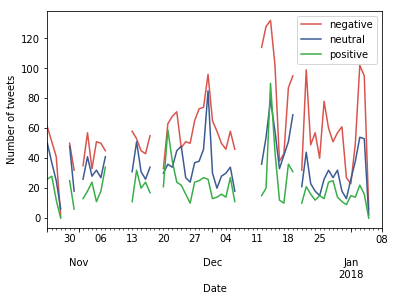 negative
neutral
positive
Number of tweets
120
100
80
60
40
20
0
30 06 13 20 27 04 11 18 25 08
Nov Dec Jan
2018
Date